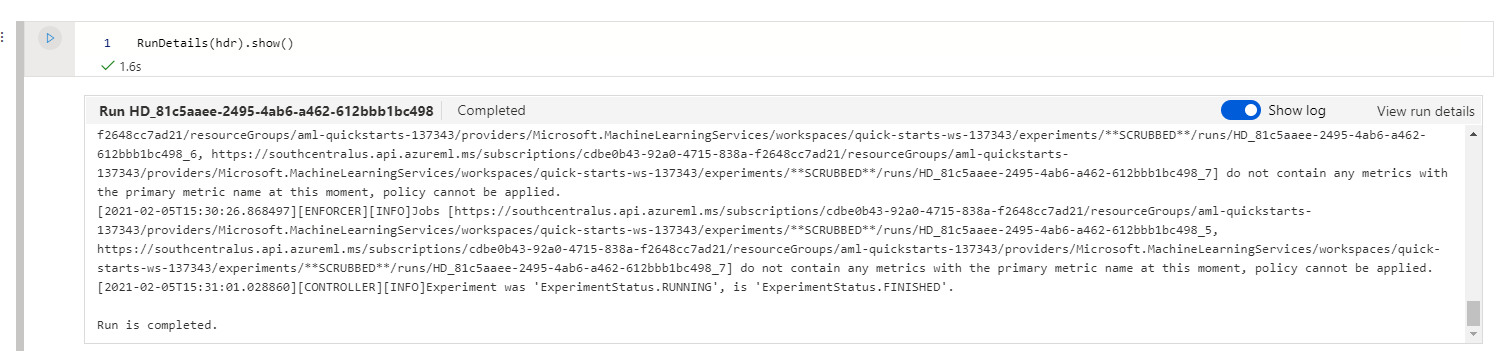 1 RunDetails(hdr).show()
1.6s
Run HD_81c5aaee-2495-4ab6-a462-612bbb1bc498 Completed Show log View run details
f2648cc7ad21/resourceGroups/aml-quickstarts-137343/providers/Microsoft.MachineLearningServices/workspaces/quick-starts-ws-137343/experiments/**SCRUBBED**/runs/HD_81c5aaee-2495-4ab6-a462-
612bbb1bc498_6, https://southcentralus.api.azureml.ms/subscriptions/cdbe0b43-92a0-4715-838a-f2648cc7ad21/resourceGroups/aml-quickstarts-
137343/providers/Microsoft.MachineLearningServices/workspaces/quick-starts-ws-137343/experiments/**SCRUBBED**/runs/HD_81c5aaee-2495-4ab6-a462-612bbb1bc498_7] do not contain any metrics with
the primary metric name at this moment, policy cannot be applied.
[2021-02-05T15:30:26.868497][ENFORCER][INFO]Jobs [https://southcentralus.api.azureml.ms/subscriptions/cdbe0b43-92a0-4715-838a-f2648cc7ad21/resourceGroups/aml-quickstarts-
137343/providers/Microsoft.MachineLearningServices/workspaces/quick-starts-ws-137343/experiments/**SCRUBBED**/runs/HD_81c5aaee-2495-4ab6-a462-612bbb1bc498_5,
https://southcentralus.api.azureml.ms/subscriptions/cdbe0b43-92a0-4715-838a-f2648cc7ad21/resourceGroups/aml-quickstarts-137343/providers/Microsoft.MachineLearningServices/workspaces/quick-
starts-ws-137343/experiments/**SCRUBBED**/runs/HD_81c5aaee-2495-4ab6-a462-612bbb1bc498_7] do not contain any metrics with the primary metric name at this moment, policy cannot be applied.
[2021-02-05T15:31:01.028860][CONTROLLER][INFO]Experiment was 'ExperimentStatus.RUNNING', is 'ExperimentStatus.FINISHED'.
Run is completed.